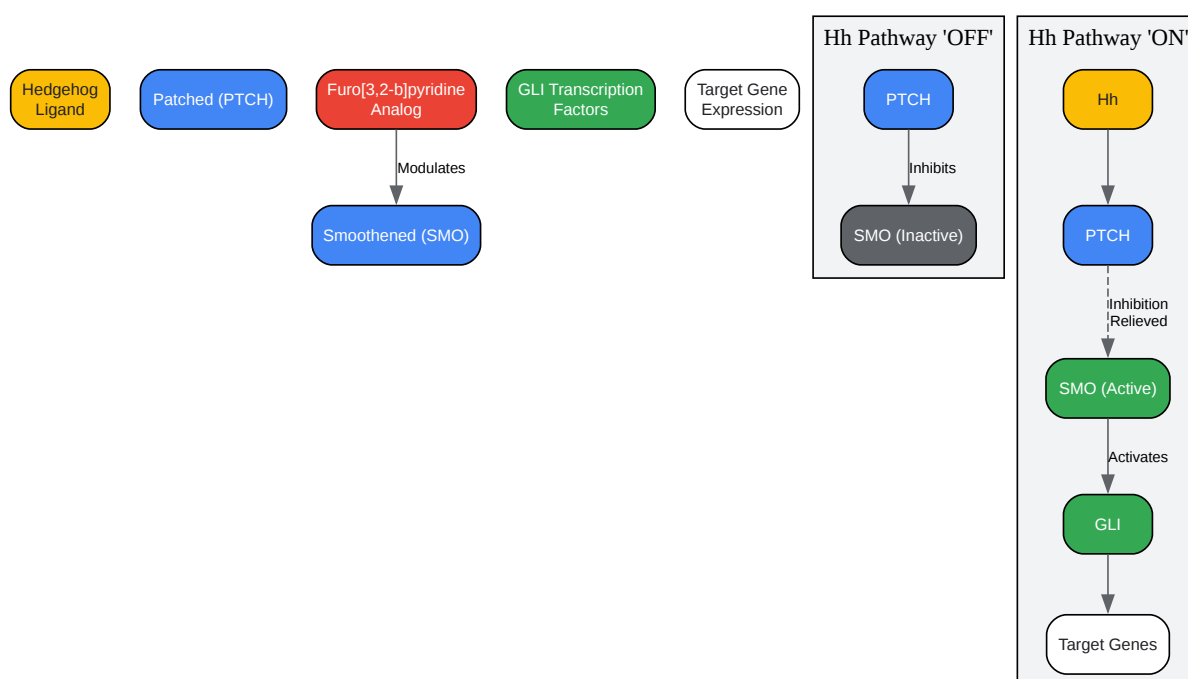 Hh Pathway 'OFF'
Hh Pathway 'ON'
Hedgehog
Ligand
Patched (PTCH)
Furo[3,2-b]pyridine
Analog
GLI Transcription
Factors
Target Gene
Expression
PTCH
Hh
Modulates
Inhibits
Smoothened (SMO)
SMO (Inactive)
PTCH
Inhibition
Relieved
SMO (Active)
Activates
GLI
Target Genes